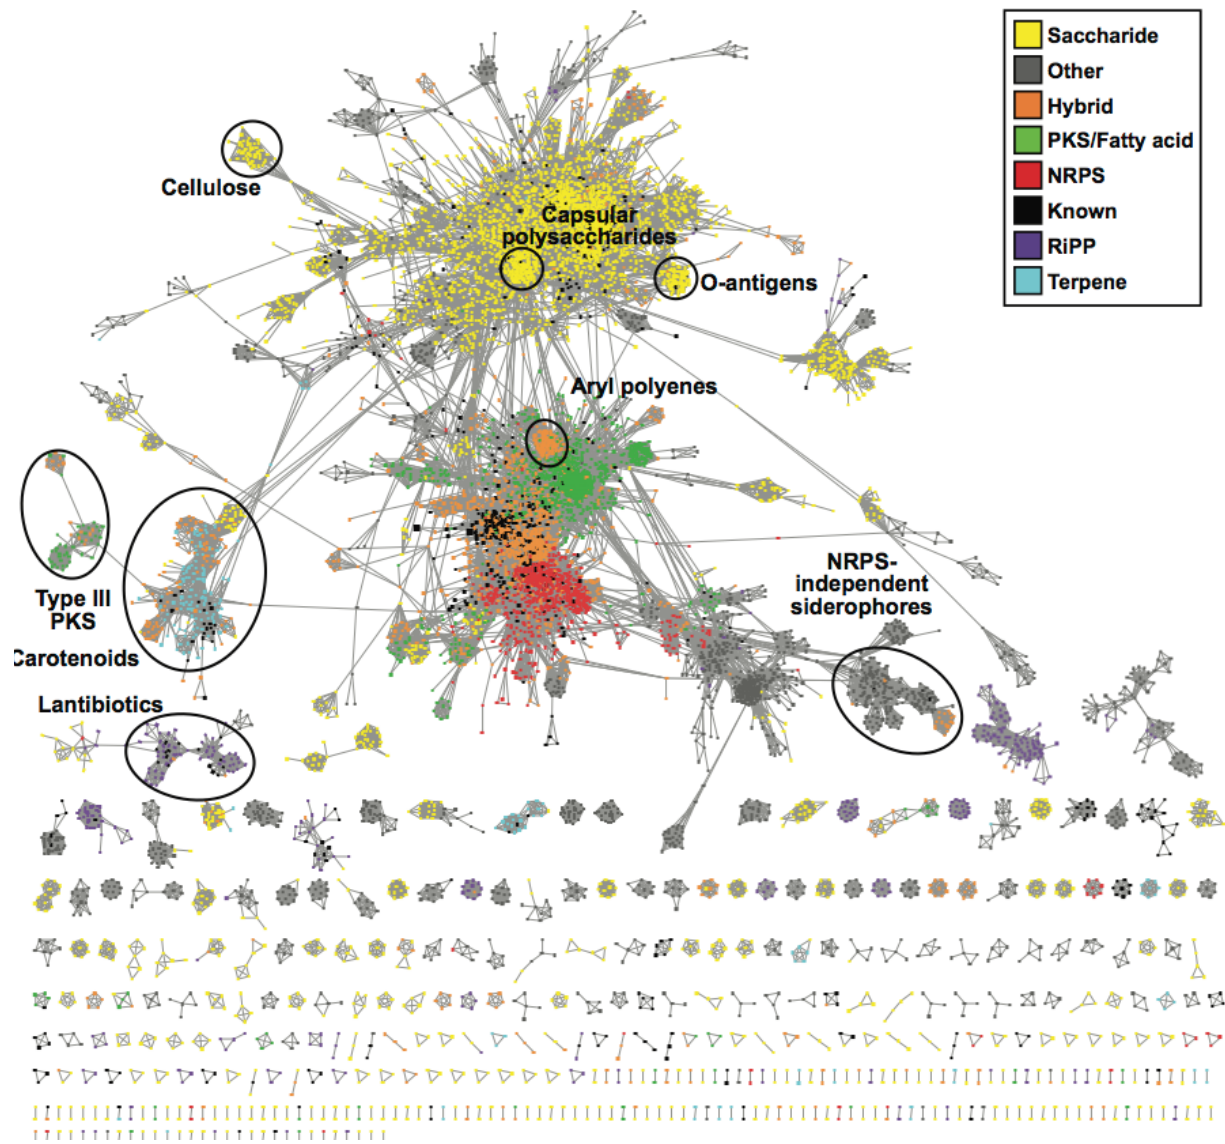 Saccharide
Other
Hybrid
PKS/Fatty acid
NRPS
Known
RiPP
Terpene
Cellulose
Capsular
polysaccharides
O-antigens
Aryl polyenes
Type III
PKS
Carotenoids
Lantibiotics
NRPS-
independent
siderophores